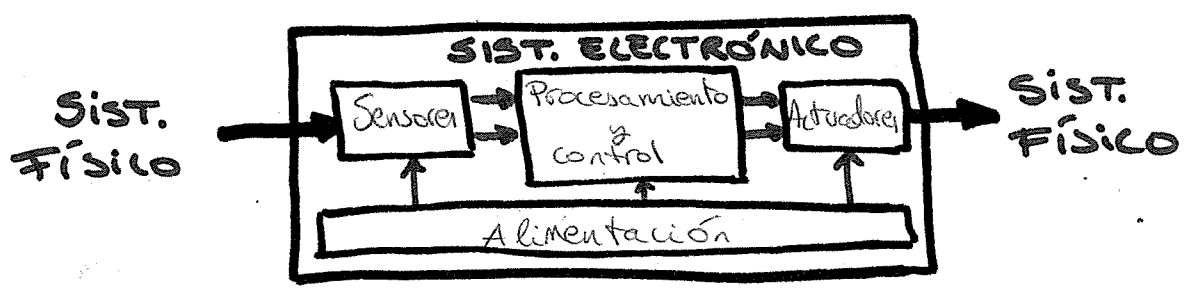 SIST. ELECTRÓNICO
SiST.
FÍSiCO
Sensores
Procesamiento
y
control
Actuadores
SiST.
FÍSiCO
Alimentación